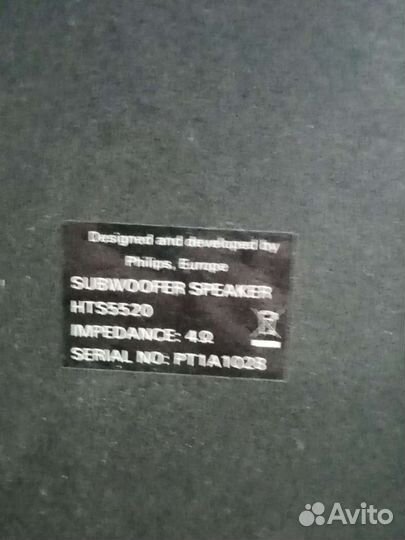 Designed and developed by
Philips, Europe
SUBWOOFER SPEAKER
HTS5520
IMPEDANCE: 4Ω
SERIAL NO: PT1A1028
Avito